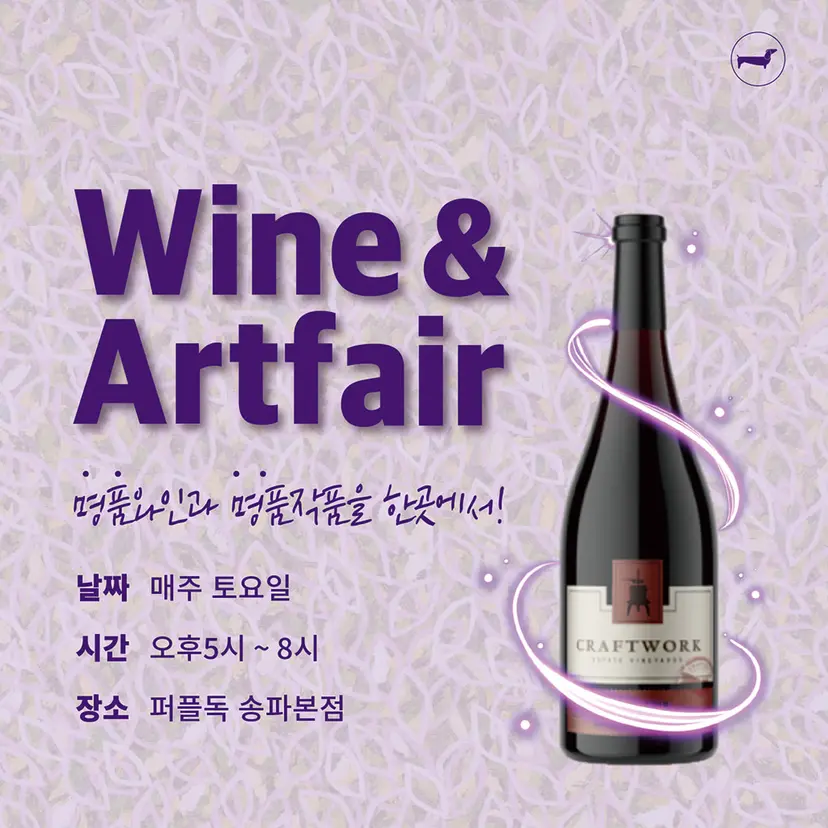 Wine &
Artfair
명품와인과 명품작품을 한곳에서!
날짜 매주 토요일
시간 오후5시 ~ 8시
장소 퍼플독 송파본점
CRAFTWORK
ESTATE VINEYARDS